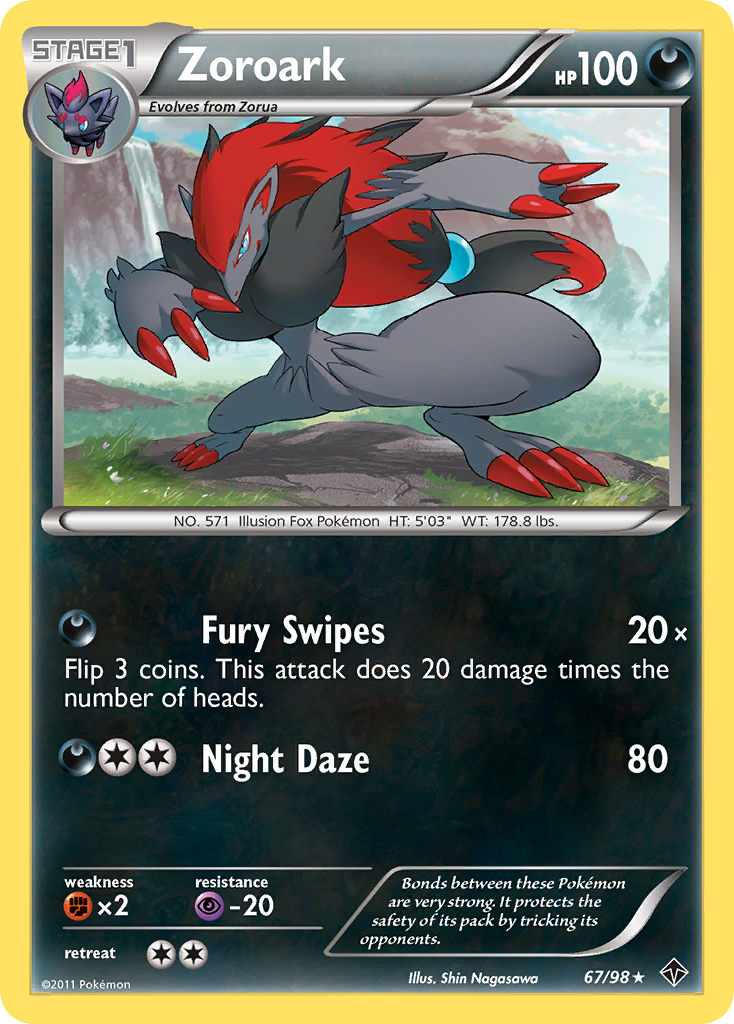 STAGE1
Zoroark
HP100
Evolves from Zorua
NO. 571 Illusion Fox Pokémon HT: 5'03" WT: 178.8 lbs.
Fury Swipes 20×
Flip 3 coins. This attack does 20 damage times the
number of heads.
Night Daze 80
weakness resistance
×2 -20
retreat
Bonds between these Pokémon
are very strong. It protects the
safety of its pack by tricking its
opponents.
©2011 Pokémon
Illus. Shin Nagasawa 67/98 ★